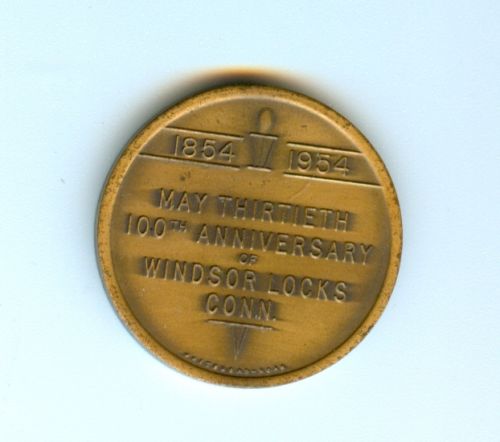 1854 1954
MAY THIRTIETH
100TH ANNIVERSARY
OF
WINDSOR LOCKS
CONN.